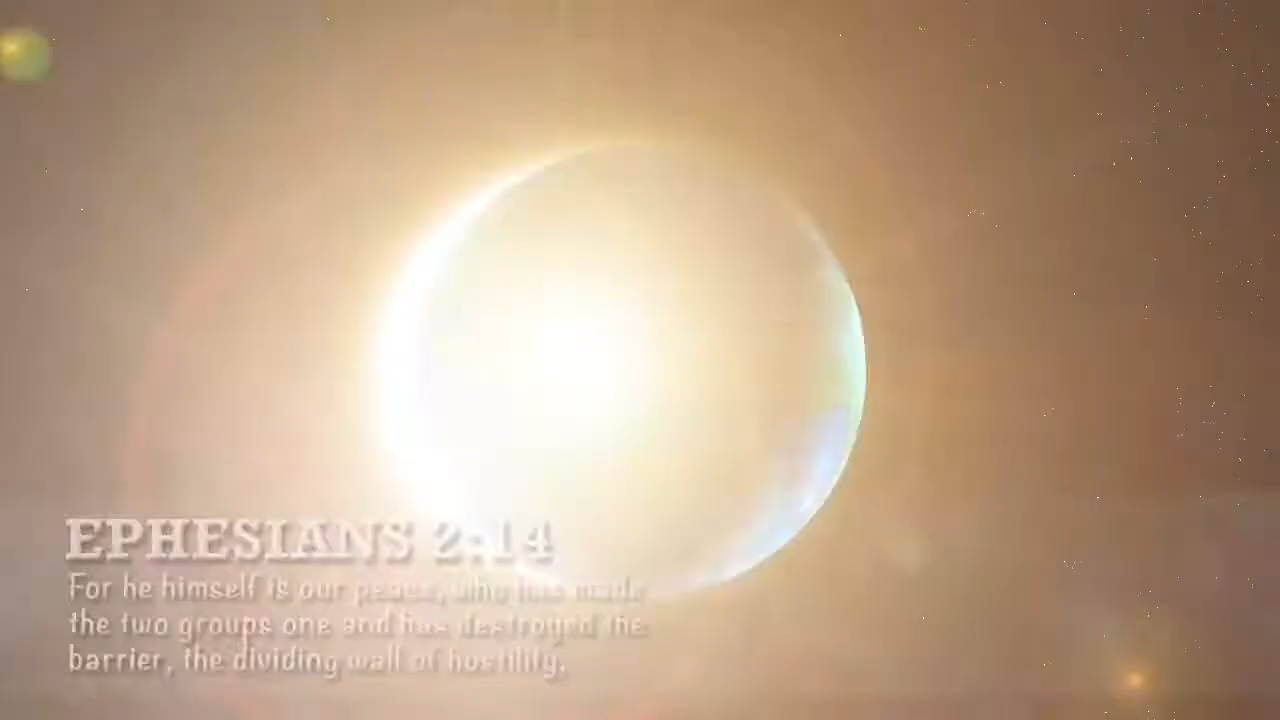 EPHESIANS 2:14
For he himself is our peace, who has made
the two groups one and has destroyed the
barrier, the dividing wall of hostility.